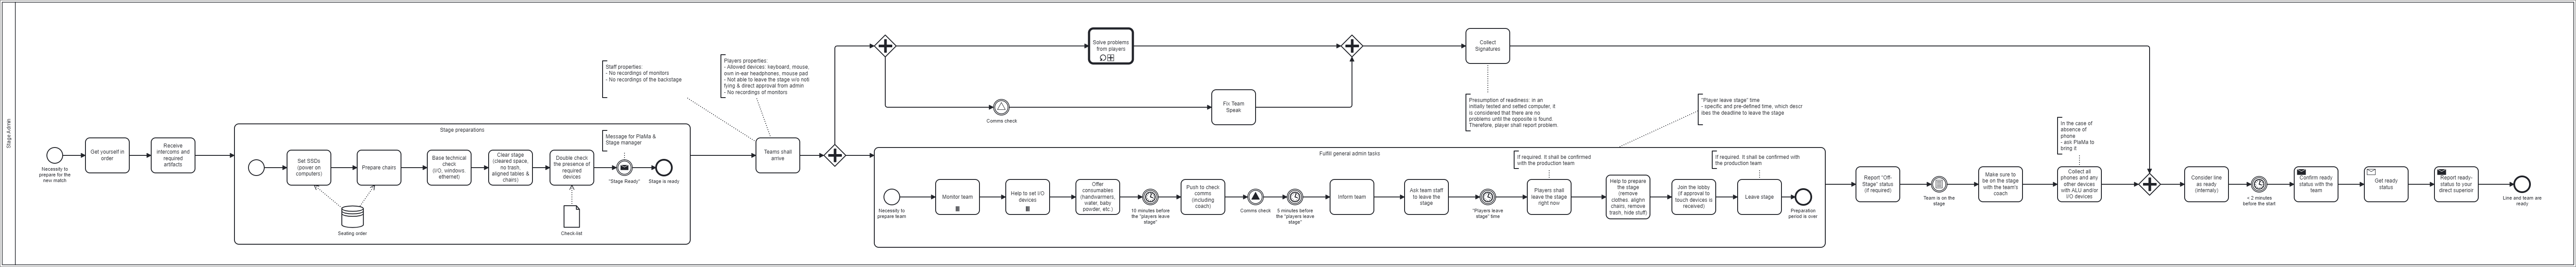 Stage Admin
Necessity to
prepare for the
new match
Get yourself in
order
Receive
intercoms and
required
artifacts
Stage preparations
Set SSDs
(power on
computers)
Prepare chairs
Seating order
Base technical
check
(I/O, windows
ethernet)
Clear stage
(cleared space,
no trash,
aligned tables &
chairs)
Double check
the presence of
required
devices
Check-list
Message for PlaMa &
Stage manager
"Stage Ready"
Stage is ready
Staff properties:
- No recordings of monitors
- No recordings of the backstage
Players properties:
- Allowed devices: keyboard, mouse,
own in-ear headphones, mouse pad
- Not able to leave the stage w/o noti
fying & direct approval from admin
- No recordings of monitors
Teams shall
arrive
Solve problems
from players
Comms check
Fix Team
Speak
Collect
Signatures
Presumption of readiness: in an
initially tested and setted computer, it
is considered that there are no
problems until the opposite is found.
Therefore, player shall report problem.
"Player leave stage" time
- specific and pre-defined time, which descr
ibes the deadline to leave the stage
Fulfill general admin tasks
Necessity to
prepare team
Monitor team
Help to set I/O
devices
Offer
consumables
(handwarmers,
water, baby
powder, etc.)
10 minutes before
the "players leave
stage"
Push to check
comms
(including
coach)
Comms check
5 minutes before
the "players leave
stage"
Inform team
Ask team staff
to leave the
stage
"Players leave
stage" time
If required. It shall be confirmed
with the production team
Players shall
leave the stage
right now
Help to prepare
the stage
(remove
clothes. alighn
chairs; remove
trash, hide stuff)
Join the lobby
(if approval to
touch devices is
received)
If required. It shall be confirmed with
the production team
Leave stage
Preparation
period is over
Report "Off-
Stage" status
(if required)
Team is on the
stage
Make sure to
be on the stage
with the team's
coach
In the case of
absence of
phone
- ask PlaMa to
bring it
Collect all
phones and any
other devices
with ALU and/or
I/O devices
Consider line
as ready
(internaly)
< 2 minutes
before the start
Confirm ready
status with the
team
Get ready
status
Report ready-
status to your
direct supervisor
Line and team are
ready